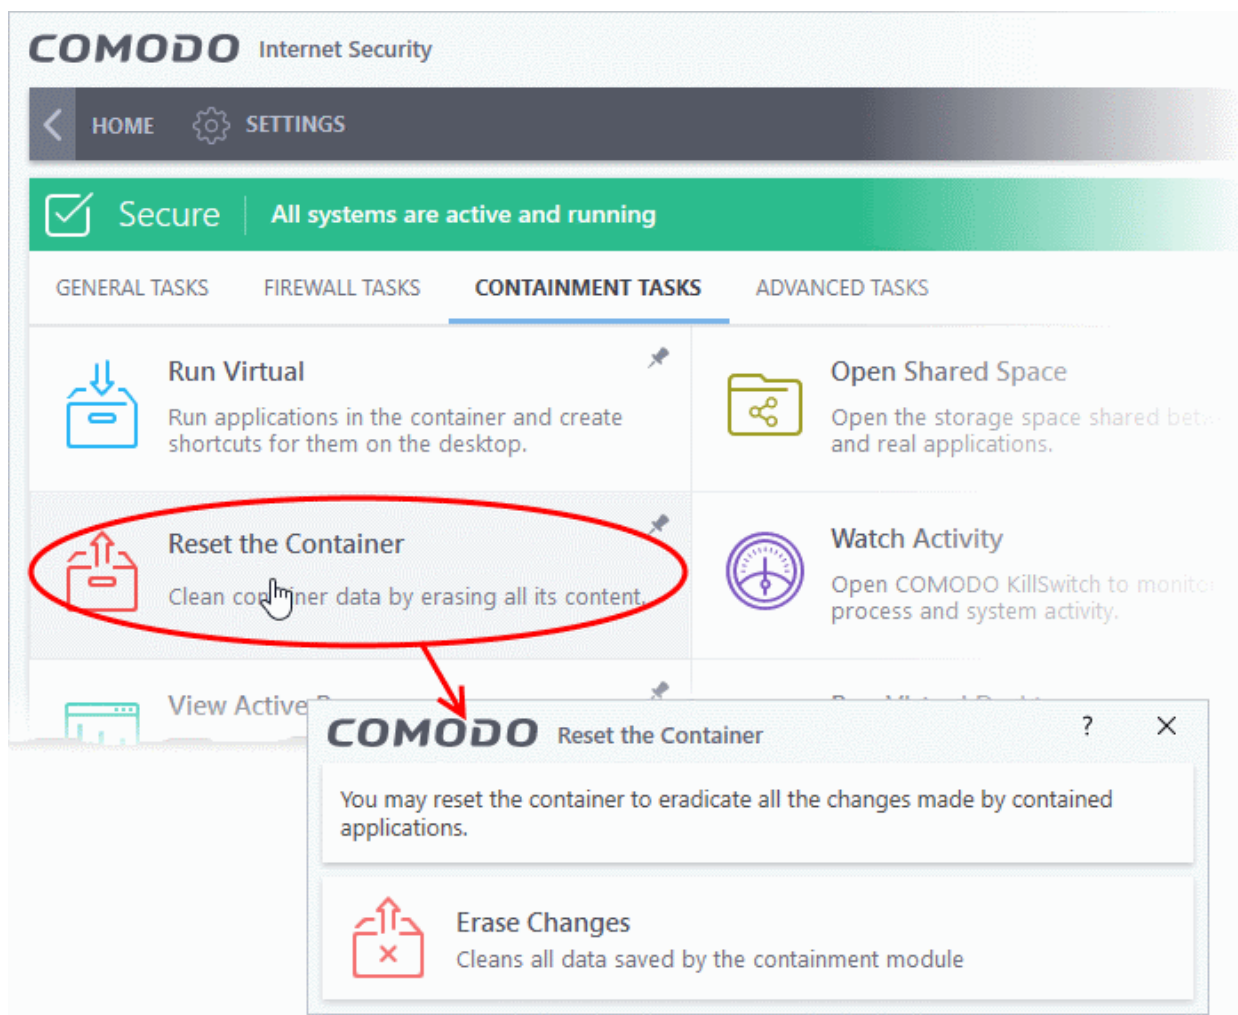 COMODO Internet Security
HOME SETTINGS
Secure All systems are active and running
GENERAL TASKS FIREWALL TASKS CONTAINMENT TASKS ADVANCED TASKS
Run Virtual
Run applications in the container and create
shortcuts for them on the desktop.
Open Shared Space
Open the storage space shared
and real applications.
Reset the Container
Clean container data by erasing all its content.
Watch Activity
Open COMODO KillSwitch to monitor
process and system activity.
View Active
COMODO Reset the Container ?
You may reset the container to eradicate all the changes made by contained
applications.
Erase Changes
Cleans all data saved by the containment module